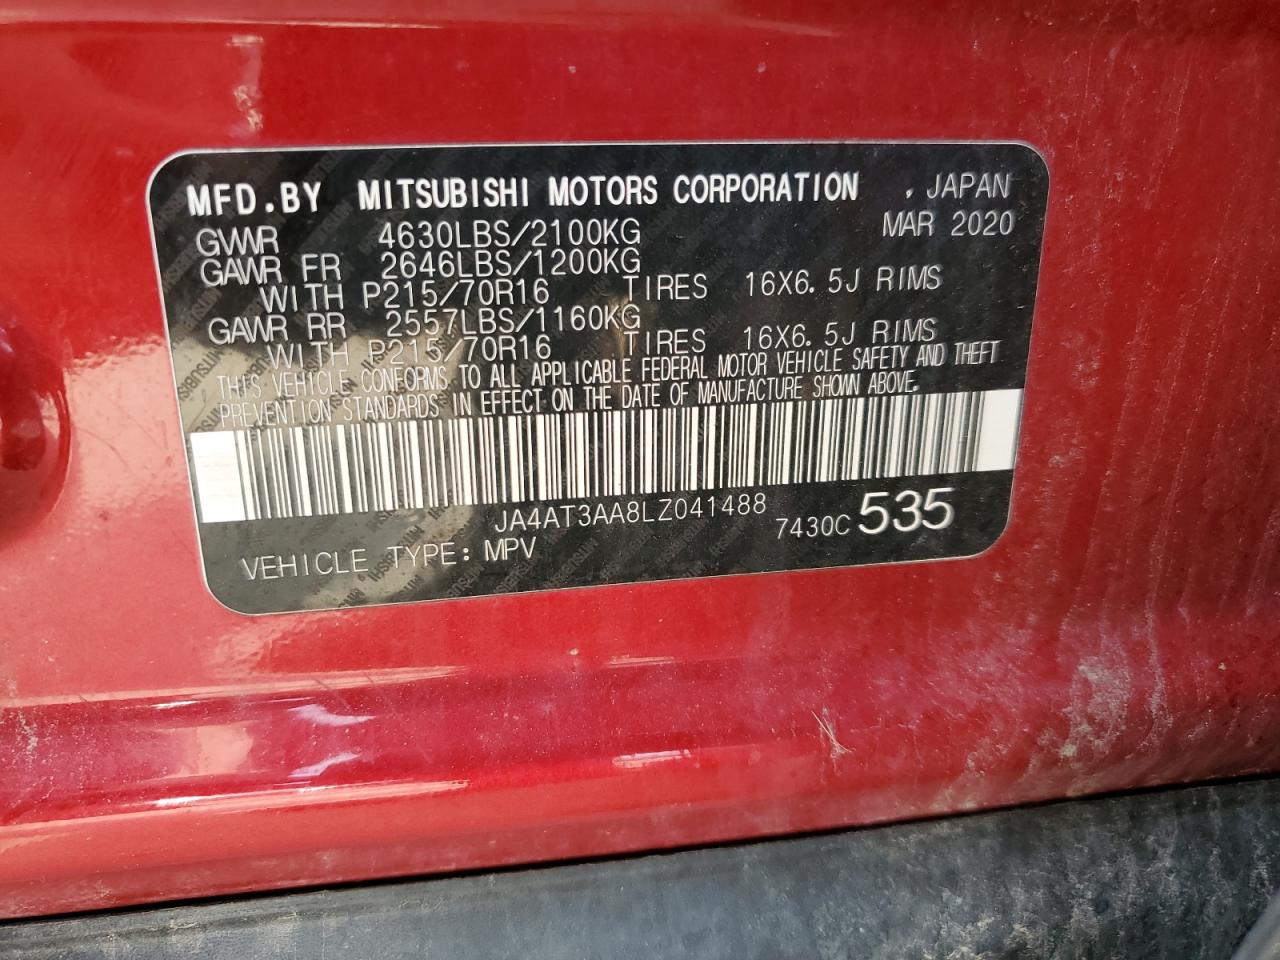 MFD.BY MITSUBISHI MOTORS CORPORATION , JAPAN
MAR 2020
GVWR 4630LBS/2100KG
GAWR FR 2646LBS/1200KG
WITH P215/70R16 TIRES 16X6.5J RIMS
GAWR RR 2557LBS/1160KG
WITH P215/70R16 TIRES 16X6.5J RIMS
THIS VEHICLE CONFORMS TO ALL APPLICABLE FEDERAL MOTOR VEHICLE SAFETY AND THEFT
PREVENTION STANDARDS IN EFFECT ON THE DATE OF MANUFACTURE SHOWN ABOVE.
JA4AT3AA8LZ041488
7430C 535
VEHICLE TYPE: MPV